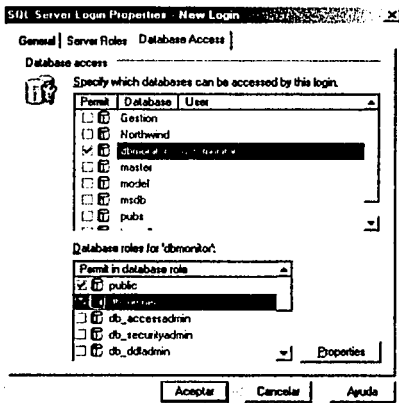 SQL Server Login Properties - New Login
General Server Roles Database Access
Database access
Specify which databases can be accessed by this login.
Permit Database User
Gestion
Northwind
master
model
msdb
pubs
Database roles for 'dbmonitor':
Permit in database role
public
db_accessadmin
db_securityadmin
db_ddladmin
Properties
Aceptar Cancelar Ayuda